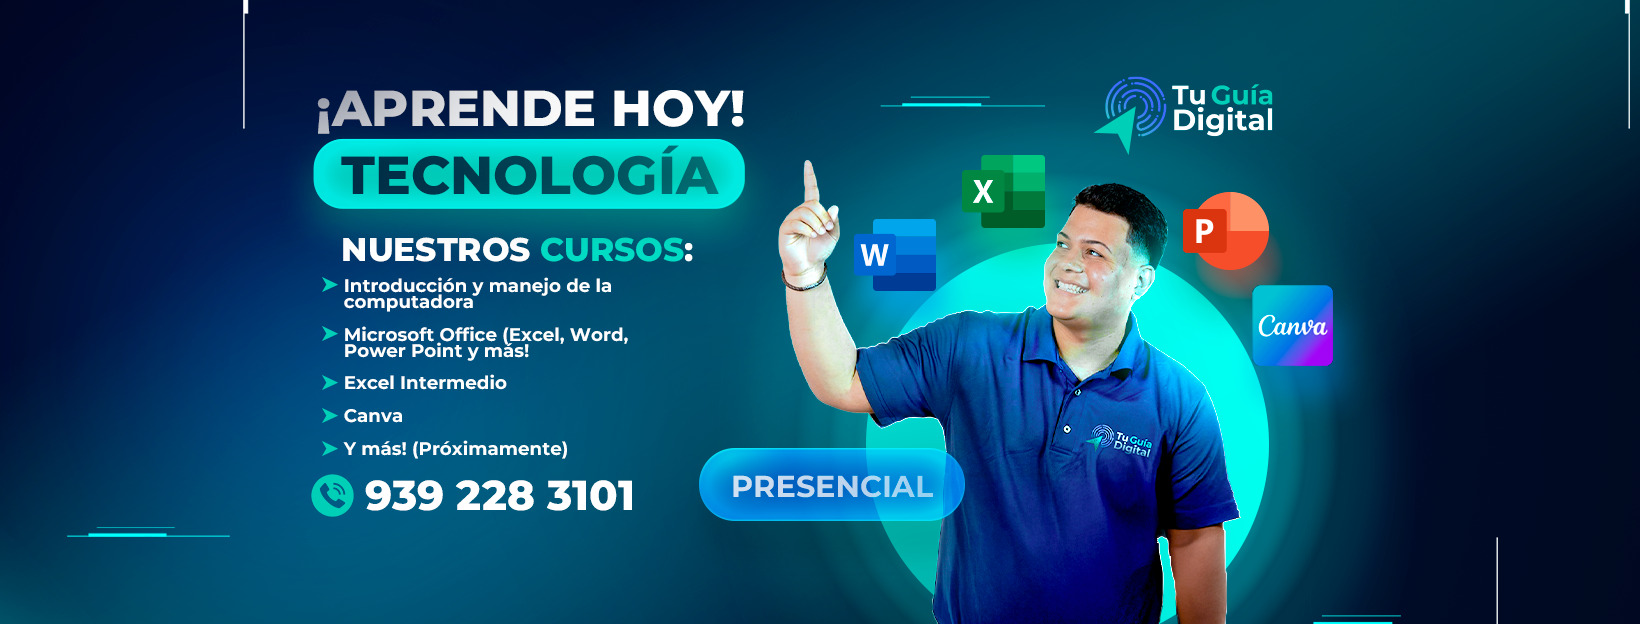 ¡APRENDE HOY!
TECNOLOGÍA
NUESTROS CURSOS:
Introducción y manejo de la
computadora
Microsoft Office (Excel, Word,
Power Point y más!
Excel Intermedio
Canva
Y más! (Próximamente)
939 228 3101
PRESENCIAL
Tu Guía
Digital
X
W
P
Canva
Tu Guía
Digital